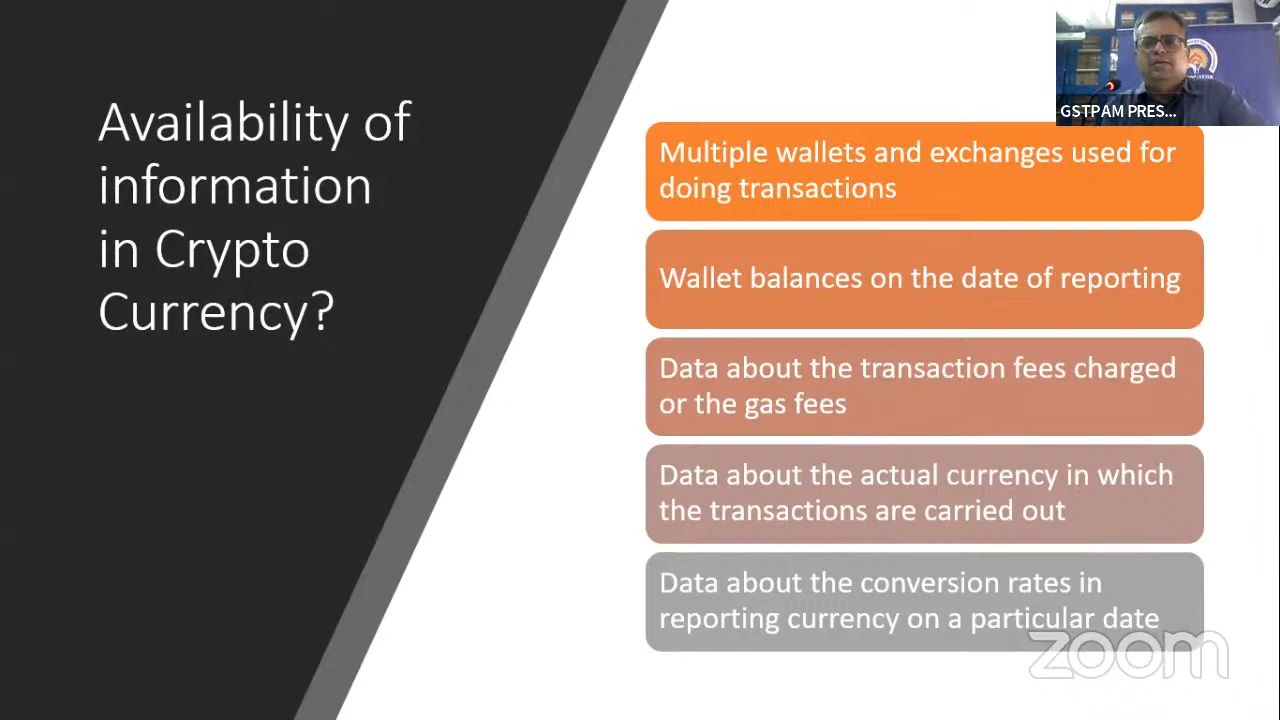 Availability of
information
in Crypto
Currency?
GSTPAM PRES...
Multiple wallets and exchanges used for
doing transactions
Wallet balances on the date of reporting
Data about the transaction fees charged
or the gas fees
Data about the actual currency in which
the transactions are carried out
Data about the conversion rates in
reporting currency on a particular date
zoom